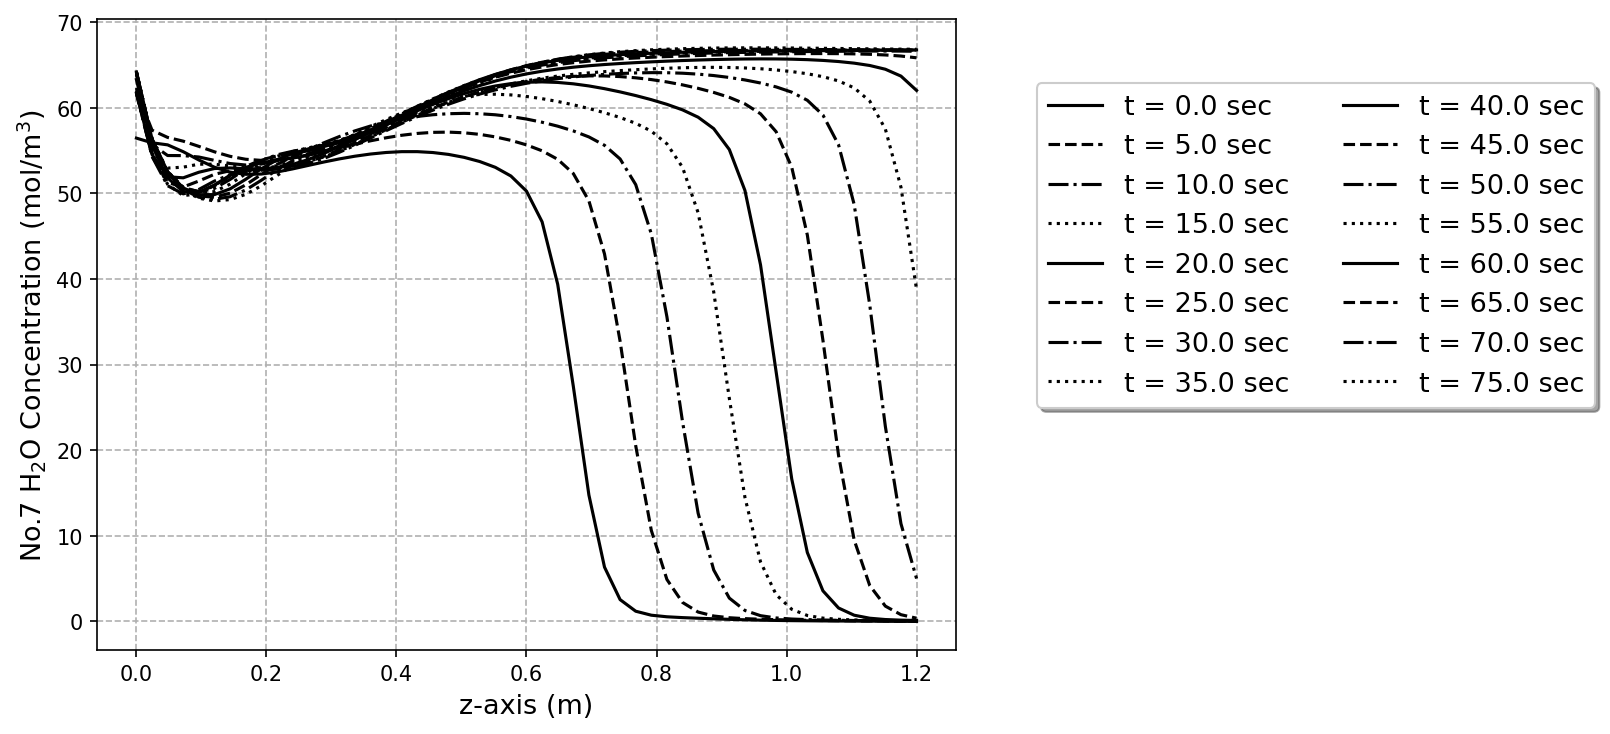 70
60
50
40
30
20
10
0
No.7 H₂O Concentration (mol/m³)
0.0 0.2 0.4 0.6 0.8 1.0 1.2
z-axis (m)
t = 0.0 sec
t = 5.0 sec
t = 10.0 sec
t = 15.0 sec
t = 20.0 sec
t = 25.0 sec
t = 30.0 sec
t = 35.0 sec
t = 40.0 sec
t = 45.0 sec
t = 50.0 sec
t = 55.0 sec
t = 60.0 sec
t = 65.0 sec
t = 70.0 sec
t = 75.0 sec